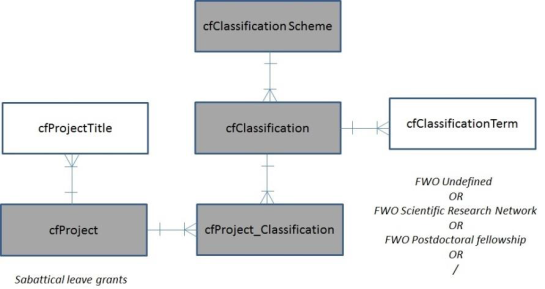 cfClassification Scheme
cfProjectTitle
cfClassification
cfClassificationTerm
cfProject
cfProject_Classification
FWO Undefined
OR
FWO Scientific Research Network
OR
FWO Postdoctoral fellowship
OR
/
Sabattical leave grants